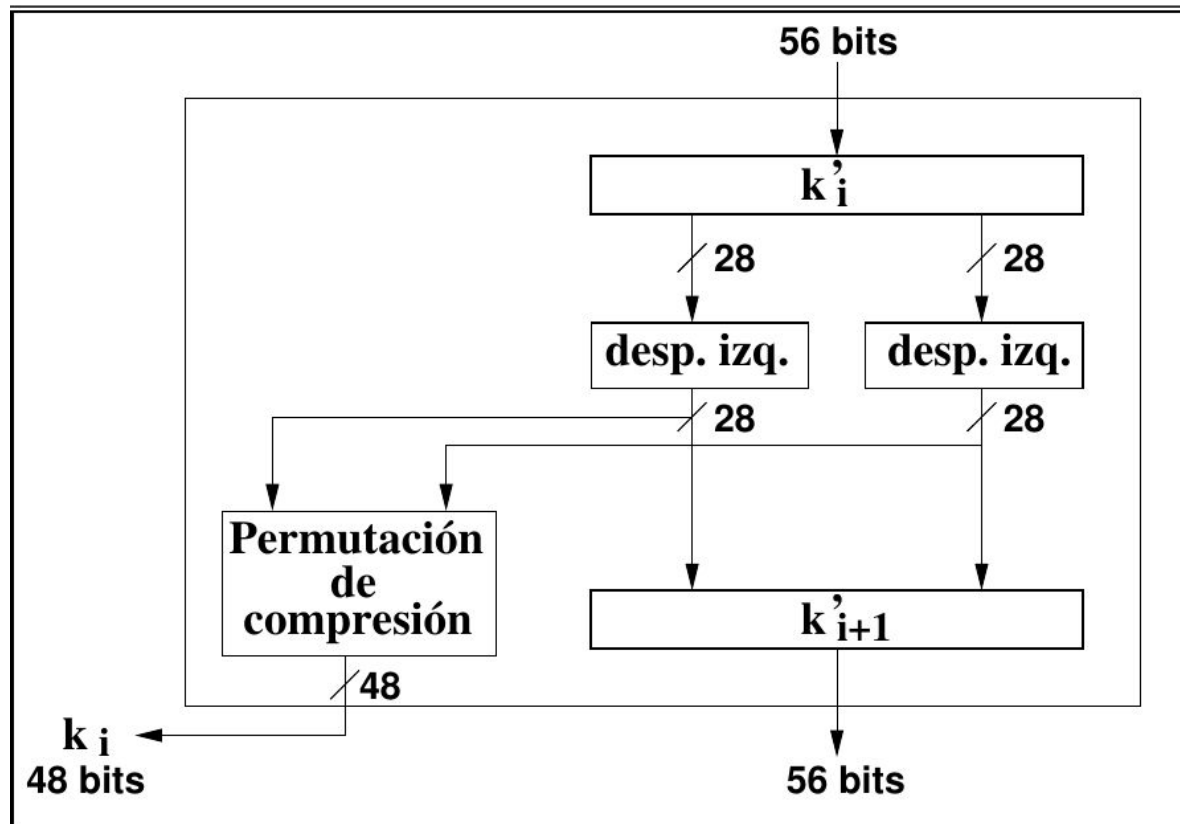 56 bits
k'i
28 28
desp. izq. desp. izq.
28 28
Permutación
de
compresión
k'i+1
48
k i
48 bits
56 bits